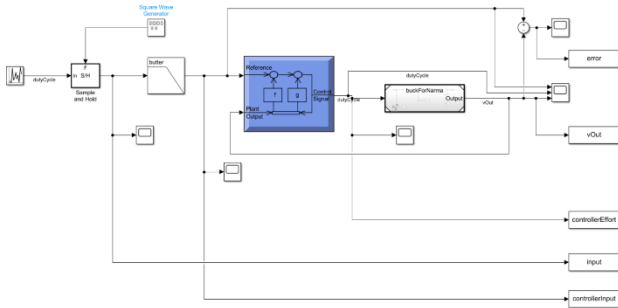 Square Wave
Generator
dutyCycle
In S/H
Sample
and Hold
butter
Reference
f
g
Control
Signal
Plant
Output
dutyCycle
dutyCycle
buckForNarma
Output
vOut
error
vOut
controllerEffort
input
controllerInput